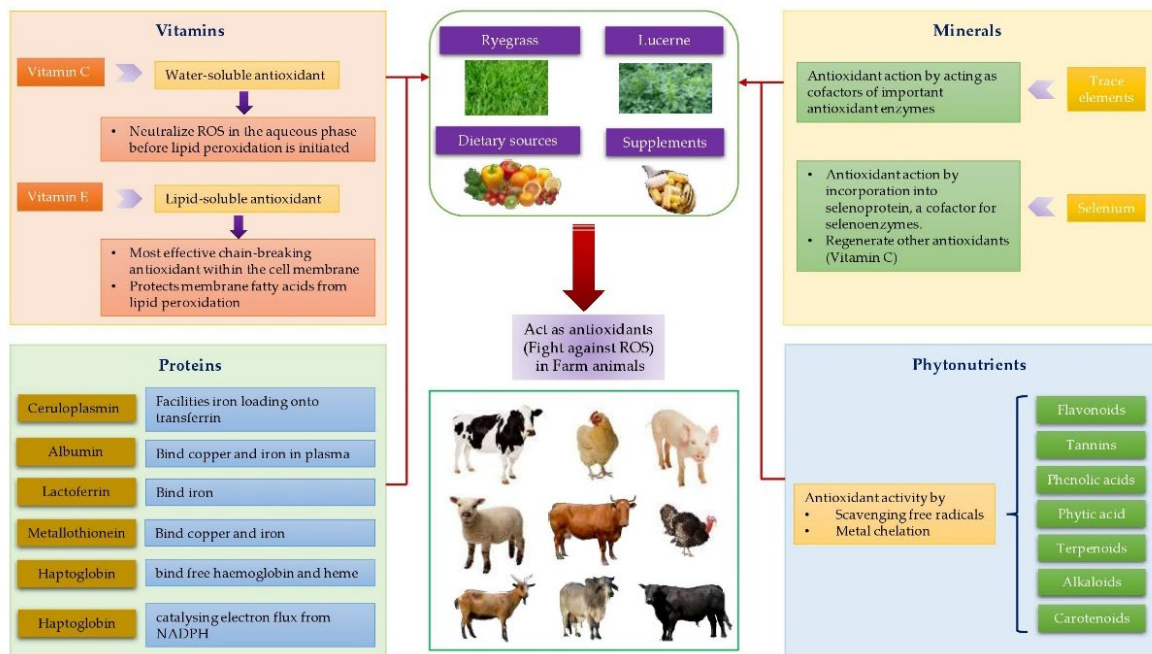 Vitamins
Vitamin C
Water-soluble antioxidant
• Neutralize ROS in the aqueous phase
before lipid peroxidation is initiated
Vitamin E
Lipid-soluble antioxidant
• Most effective chain-breaking
antioxidant within the cell membrane
• Protects membrane fatty acids from
lipid peroxidation
Ryegrass
Lucerne
Dietary sources
Supplements
Act as antioxidants
(Fight against ROS)
in Farm animals
Minerals
Antioxidant action by acting as
cofactors of important
antioxidant enzymes
Trace
elements
• Antioxidant action by
incorporation into
selenoprotein, a cofactor for
selenoenzymes.
• Regenerate other antioxidants
(Vitamin C)
Selenium
Proteins
Ceruloplasmin
Facilities iron loading onto
transferrin
Albumin
Bind copper and iron in plasma
Lactoferrin
Bind iron
Metallothionein
Bind copper and iron
Haptoglobin
bind free haemoglobin and heme
Haptoglobin
catalysing electron flux from
NADPH
Phytonutrients
Antioxidant activity by
• Scavenging free radicals
• Metal chelation
Flavonoids
Tannins
Phenolic acids
Phytic acid
Terpenoids
Alkaloids
Carotenoids